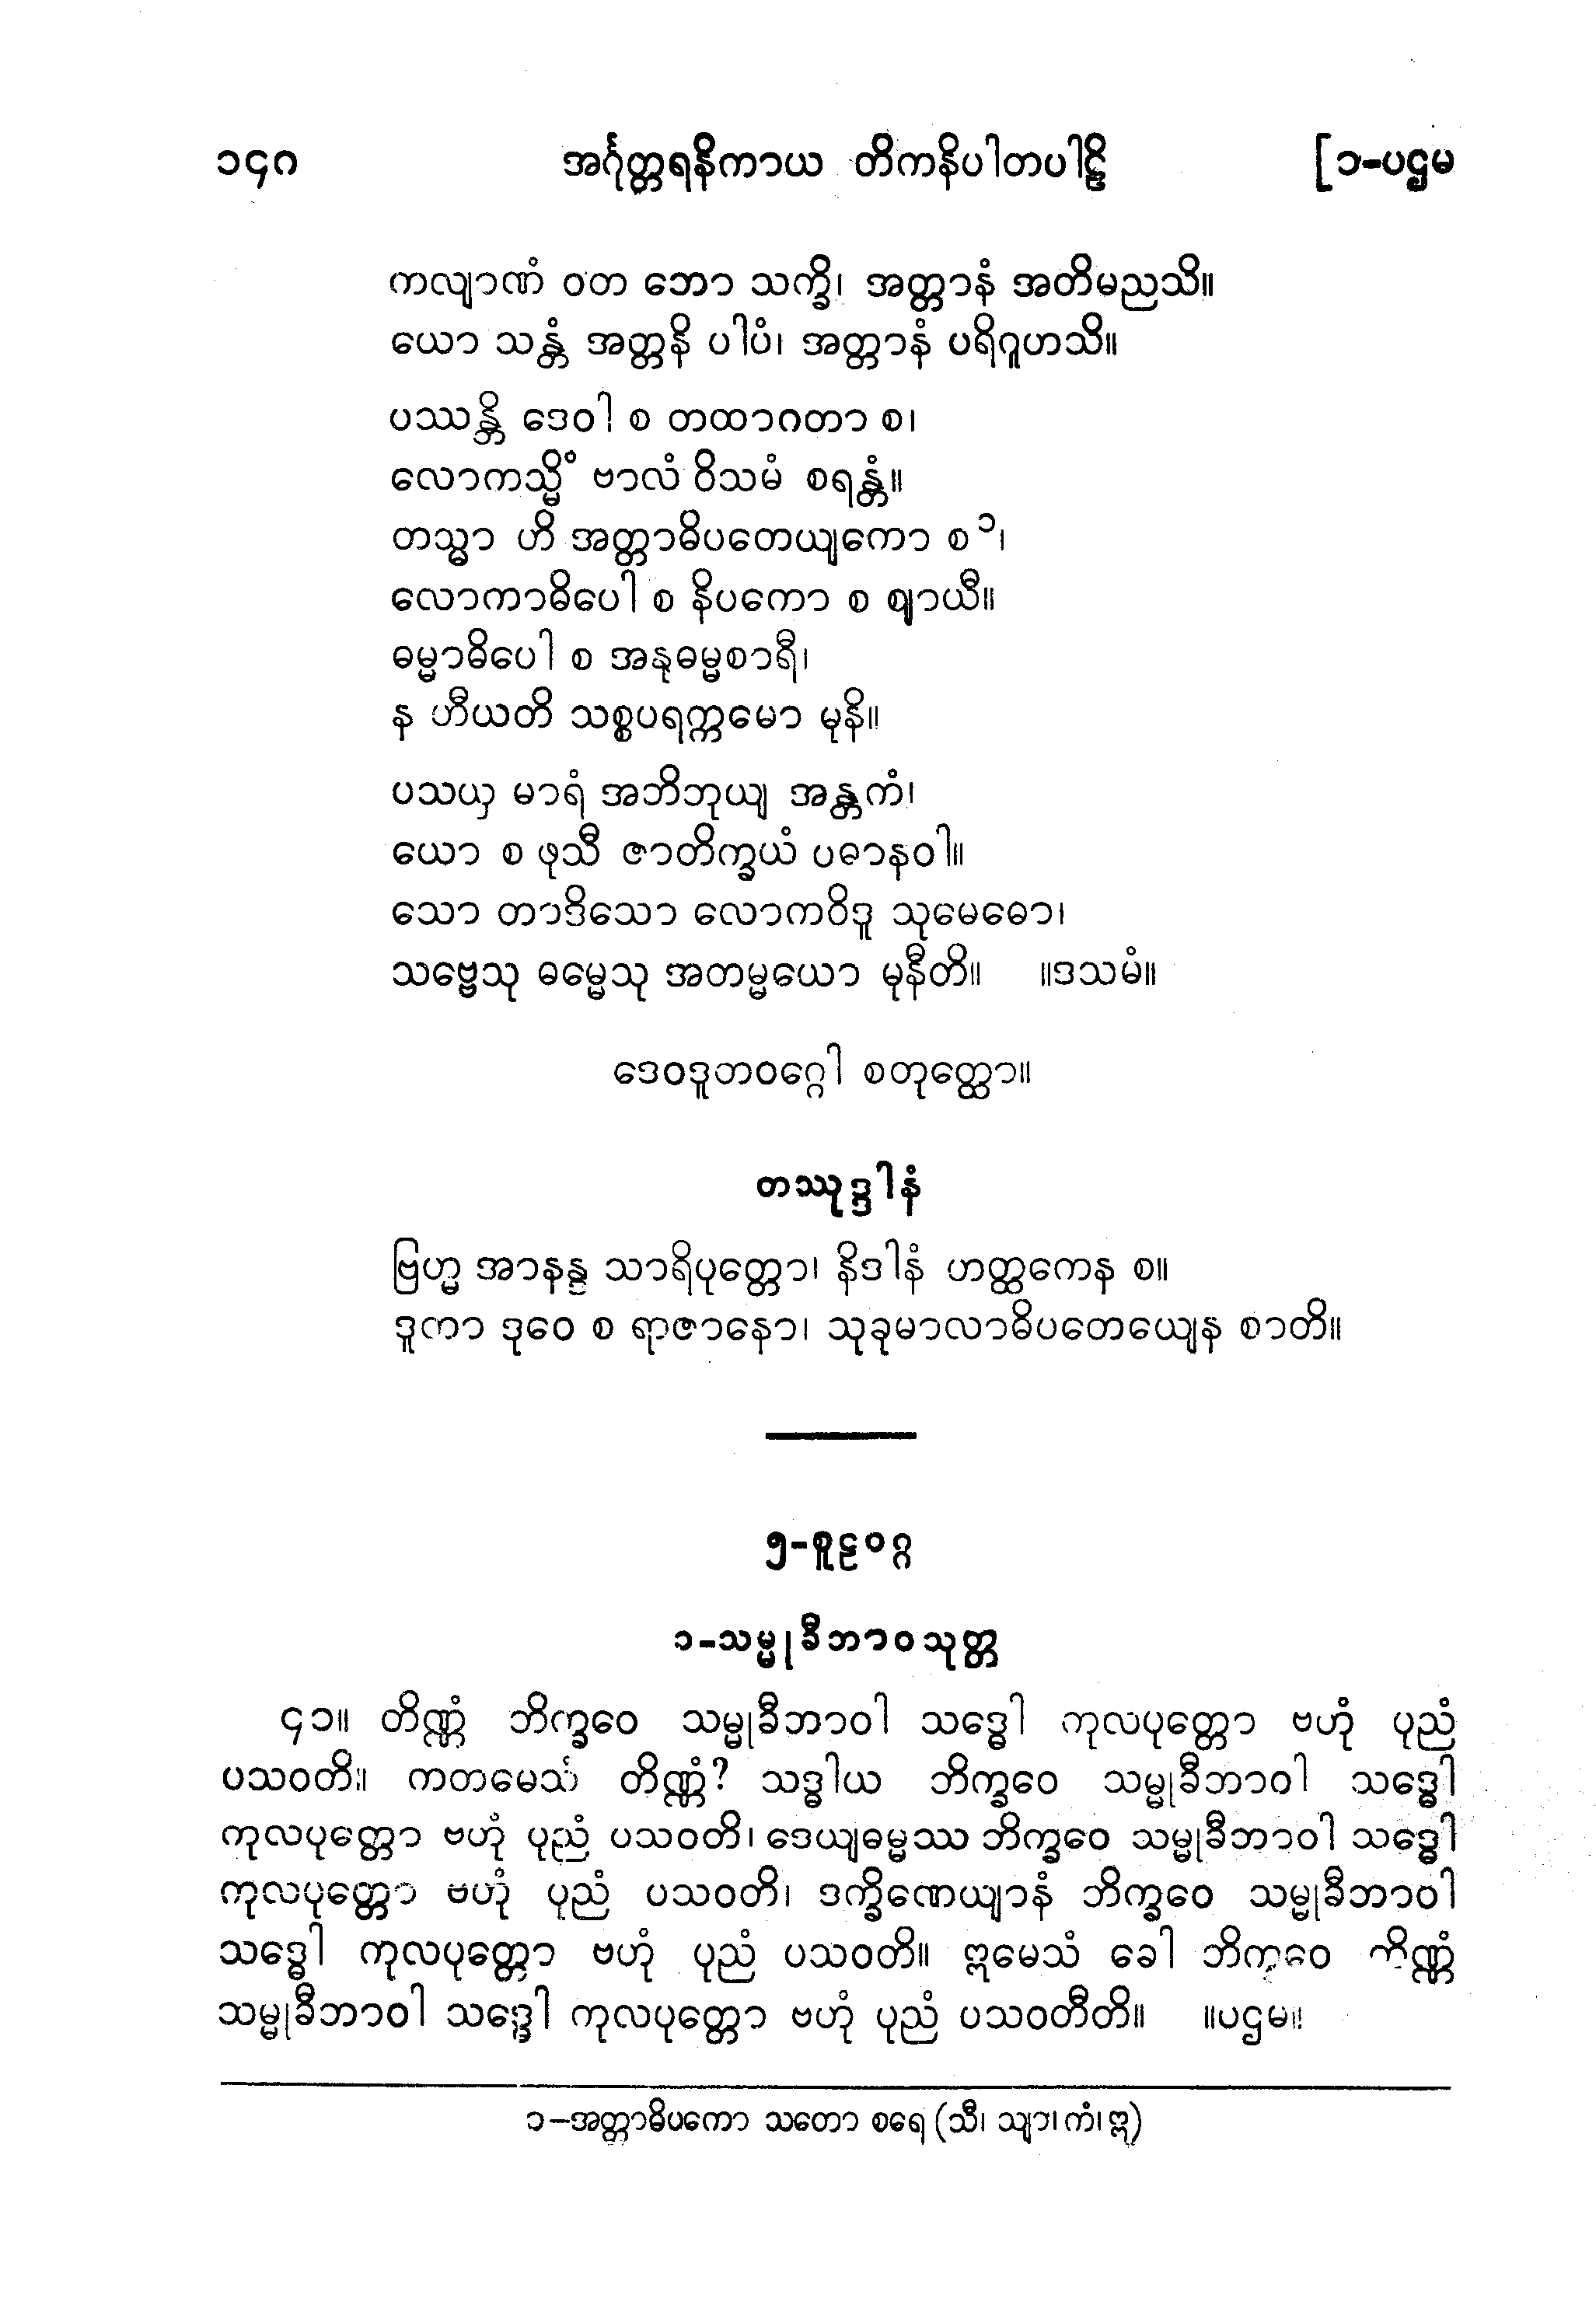 ၁၄၈ အင်္ဂုတ္တရနိကာယ တိကနိပါတပါဠိ [၁-ပဌမ
ကလျာဏံ ဝတ ဘော သက္ခိ၊ အတ္တာနံ အတိမညသိ။
ယော သန္တံ အတ္တနိ ပါပံ၊ အတ္တာနံ ပရိဂူဟသိ။
ပဿန္တိ ဒေဝါ စ တထာဂတာ စ၊
လောကသ္မိံ ဗာလံ ဝိသမံ စရန္တံ။
တသ္မာ ဟိ အတ္တာဓိပတေယျကော စ ၁၊
လောကာဓိပေါ စ နိပကော စ ဈာယီ။
ဓမ္မာဓိပေါ စ အနုဓမ္မစာရီ၊
န ဟီယတိ သစ္စပရက္ကမော မုနိ။
ပသယှ မာရံ အဘိဘုယျ အန္တကံ၊
ယော စ ဖုသီ ဇာတိက္ခယံ ပဓာနဝါ။
သော တာဒိသော လောကဝိဒူ သုမေဓော၊
သဗ္ဗေသု ဓမ္မေသု အတမ္မယော မုနီတိ။ ။ဒသမံ။
ဒေဝဒူတဝဂ္ဂေါ စတုတ္ထော။
တဿုဒ္ဒါနံ
ဗြဟ္မ အာနန္ဒ သာရိပုတ္တော၊ နိဒါနံ ဟတ္ထကေန စ။
ဒူတာ ဒုဝေ စ ရာဇာနော၊ သုခုမာလာဓိပတေယျေန စာတိ။
၅-စူဠဝဂ္ဂ
၁-သမ္မုခီဘာဝသုတ္တ
၄၁။ တိဏ္ဏံ ဘိက္ခဝေ သမ္မုခီဘာဝါ သဒ္ဓေါ ကုလပုတ္တော ဗဟုံ ပုညံ
ပသဝတိ။ ကတမေသံ တိဏ္ဏံ? သဒ္ဓါယ ဘိက္ခဝေ သမ္မုခီဘာဝါ သဒ္ဓေါ
ကုလပုတ္တော ဗဟုံ ပုညံ ပသဝတိ၊ ဒေယျဓမ္မဿ ဘိက္ခဝေ သမ္မုခီဘာဝါ သဒ္ဓေါ
ကုလပုတ္တော ဗဟုံ ပုညံ ပသဝတိ၊ ဒက္ခိဏေယျာနံ ဘိက္ခဝေ သမ္မုခီဘာဝါ
သဒ္ဓေါ ကုလပုတ္တော ဗဟုံ ပုညံ ပသဝတိ။ ဣမေသံ ခေါ ဘိက္ခဝေ တိဏ္ဏံ
သမ္မုခီဘာဝါ သဒ္ဓေါ ကုလပုတ္တော ဗဟုံ ပုညံ ပသဝတီတိ။ ။ပဌမ။
၁-အတ္တာဓိပကော သတော စရေ (သီ၊ သျာ၊ ကံ၊ ဣ)